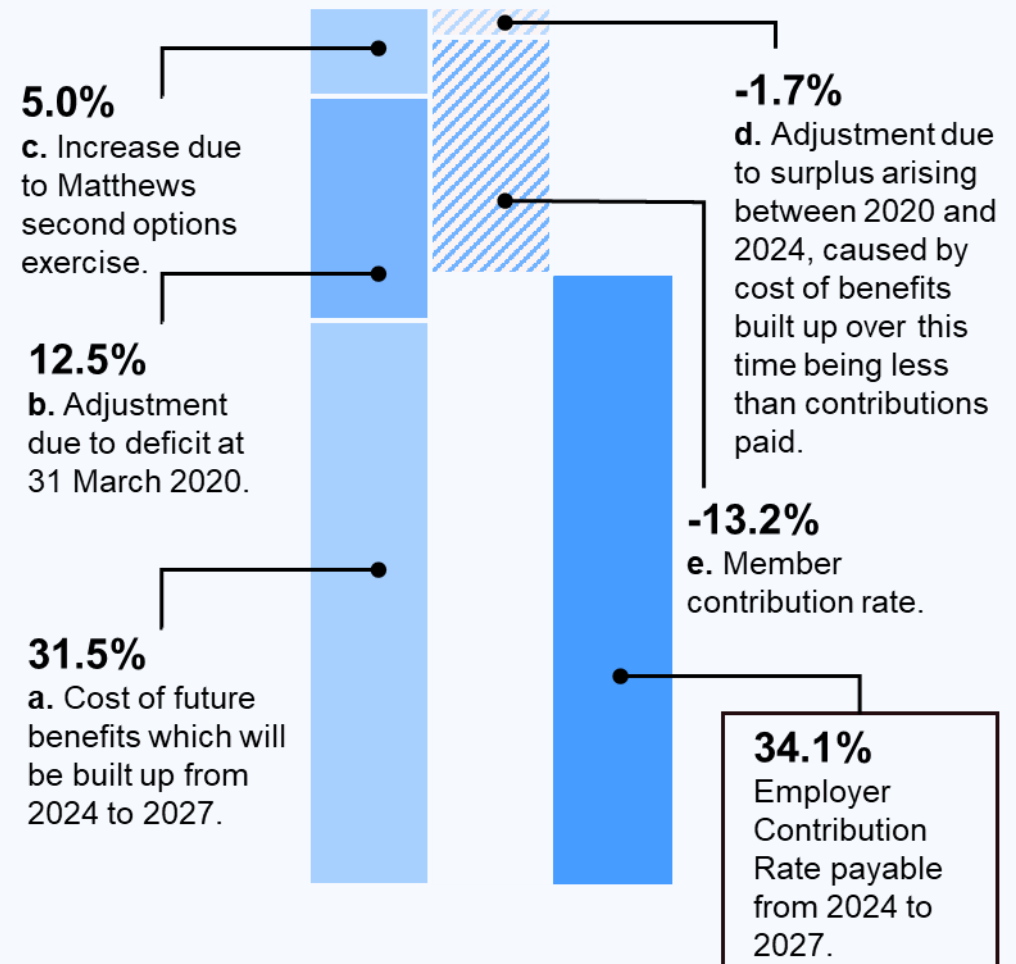 5.0%
c. Increase due
to Matthews
second options
exercise.
12.5%
b. Adjustment
due to deficit at
31 March 2020.
31.5%
a. Cost of future
benefits which will
be built up from
2024 to 2027.
-1.7%
d. Adjustment due
to surplus arising
between 2020 and
2024, caused by
cost of benefits
built up over this
time being less
than contributions
paid.
-13.2%
e. Member
contribution rate.
34.1%
Employer
Contribution
Rate payable
from 2024 to
2027.